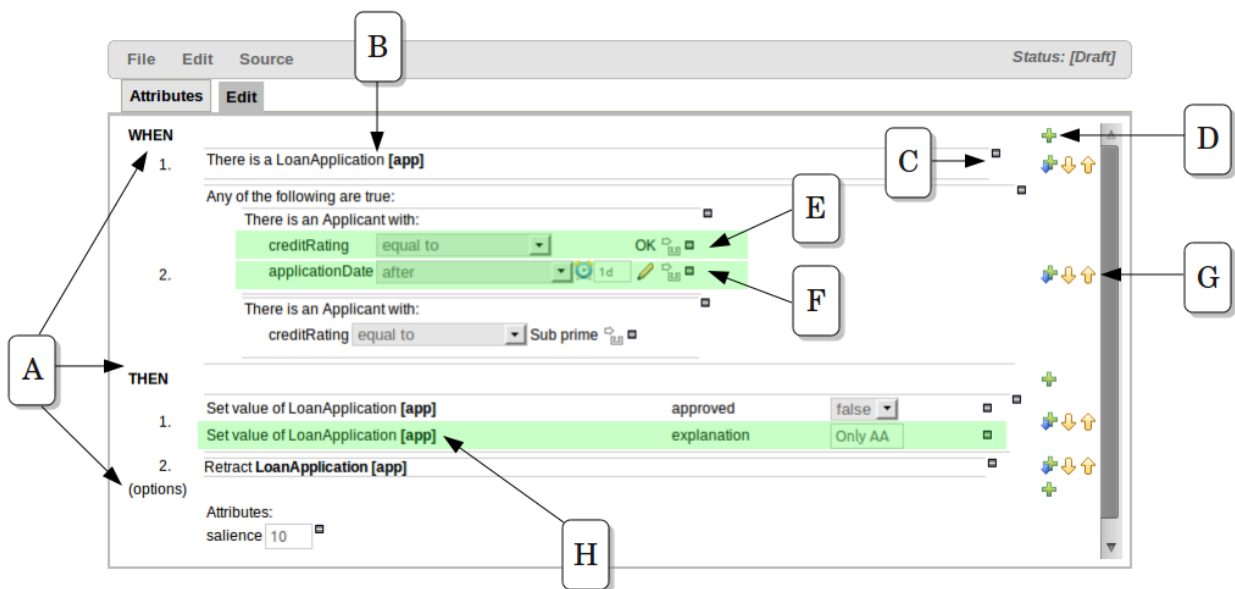 B
File Edit Source Status: [Draft]
Attributes Edit
WHEN
D
1. There is a LoanApplication [app]
C
Any of the following are true:
There is an Applicant with:
E
creditRating equal to OK
2. applicationDate after 1d
G
F
There is an Applicant with:
creditRating equal to Sub prime
A
THEN
1. Set value of LoanApplication [app] approved false
Set value of LoanApplication [app] explanation Only AA
2. Retract LoanApplication [app]
(options)
Attributes:
salience 10
H